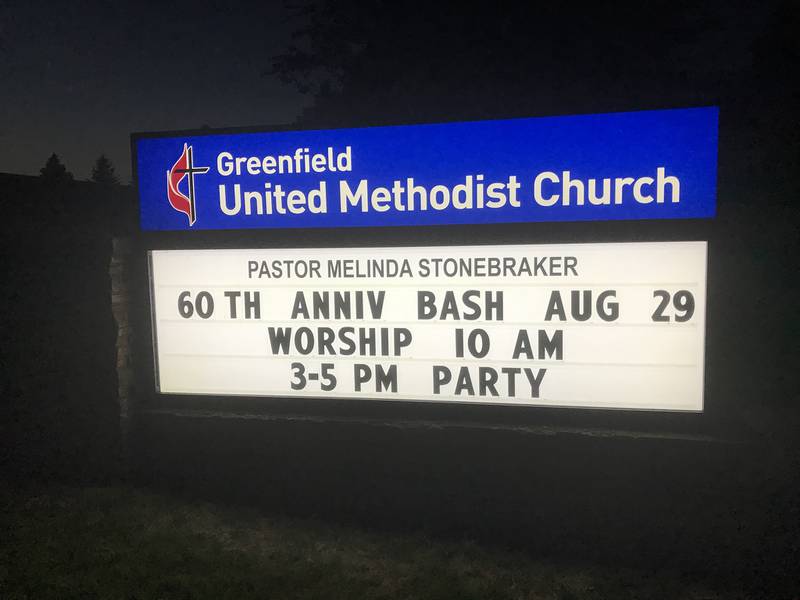 Greenfield
United Methodist Church
PASTOR MELINDA STONEBRAKER
60 TH ANNIV BASH AUG 29
WORSHIP 10 AM
3-5 PM PARTY